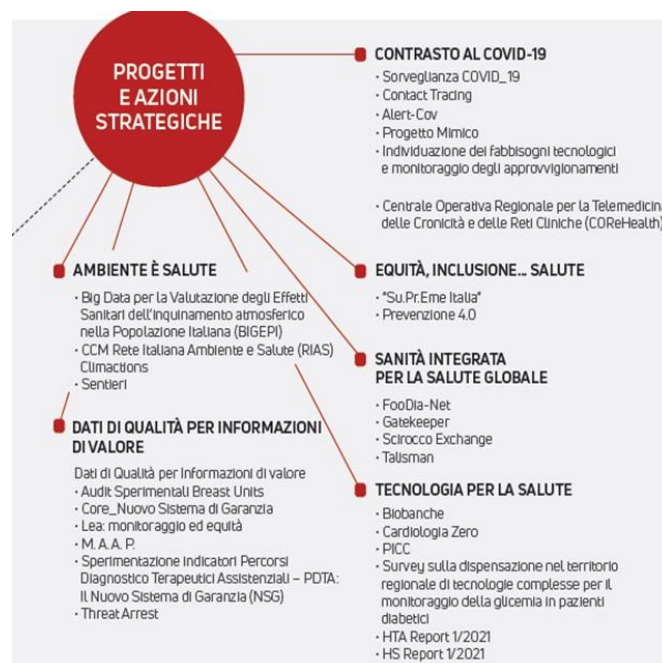 PROGETTI
E AZIONI
STRATEGICHE
CONTRASTO AL COVID-19
• Sorveglianza COVID_19
• Contact Tracing
• Alert-Cov
• Progetto Mimico
• Individuazione dei fabbisogni tecnologici
e monitoraggio degli approvvigionamenti
• Centrale Operativa Regionale per la Telemedicina
delle Cronicità e delle Reti Cliniche (COReHealth)
AMBIENTE È SALUTE
• Big Data per la Valutazione degli Effetti
Sanitari dell'inquinamento atmosferico
nella Popolazione Italiana (BIGEPI)
• CCM Rete Italiana Ambiente e Salute (RIAS)
Climactions
• Sentieri
EQUITÀ, INCLUSIONE... SALUTE
• "Su.Pr.Eme Italia"
• Prevenzione 4.0
SANITÀ INTEGRATA
PER LA SALUTE GLOBALE
• FooDia-Net
• Gatekeeper
• Scirocco Exchange
• Talisman
DATI DI QUALITÀ PER INFORMAZIONI
DI VALORE
Dati di Qualità per Informazioni di valore
• Audit Sperimentali Breast Units
• Core_Nuovo Sistema di Garanzia
• Lea: monitoraggio ed equità
• M. A. A. P.
• Sperimentazione Indicatori Percorsi
Diagnostico Terapeutici Assistenziali – PDTA:
Il Nuovo Sistema di Garanzia (NSG)
• Threat Arrest
TECNOLOGIA PER LA SALUTE
• Biobanche
• Cardiologia Zero
• PICC
• Survey sulla dispensazione nel territorio
regionale di tecnologie complesse per il
monitoraggio della glicemia in pazienti
diabetici
• HTA Report 1/2021
• HS Report 1/2021